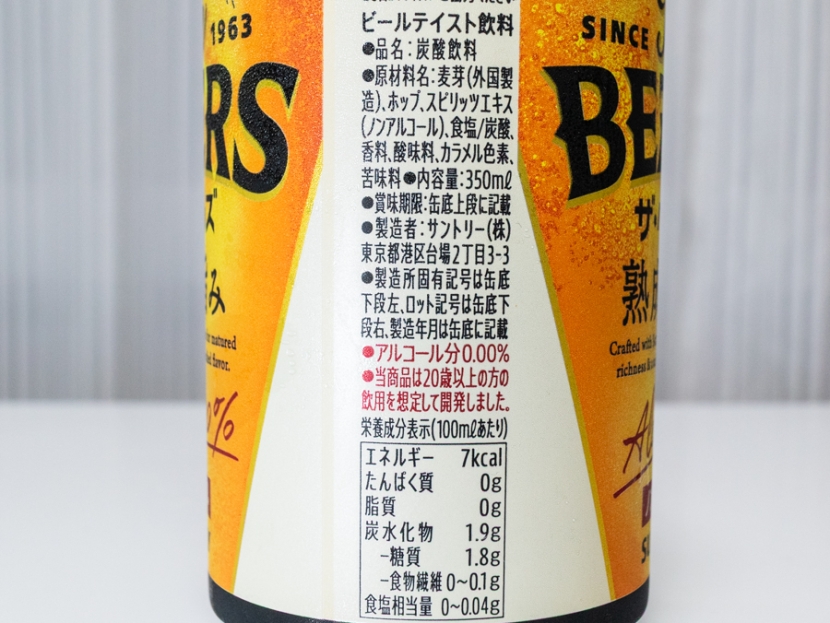 ビールテイスト飲料
●品名：炭酸飲料
●原材料名：麦芽（外国製
造）、ホップ、スピリッツエキス
（ノンアルコール）、食塩/炭酸、
香料、酸味料、カラメル色素、
苦味料●内容量：350mℓ
●賞味期限：缶底上段に記載
●製造者：サントリー（株）
東京都港区台場2丁目3-3
●製造所固有記号は缶底
下段左、ロット記号は缶底下
段右、製造年月は缶底に記載
●アルコール分0.00%
●当商品は20歳以上の方の
飲用を想定して開発しました。
栄養成分表示（100mℓあたり）
エネルギー 7kcal
たんぱく質 0g
脂質 0g
炭水化物 1.9g
－糖質 1.8g
－食物繊維 0～0.1g
食塩相当量 0～0.04g
1963
ERS
ズ
み
matured
flavor.
0%
SINCE
BE
ザ・
熟
Crafted with
richness